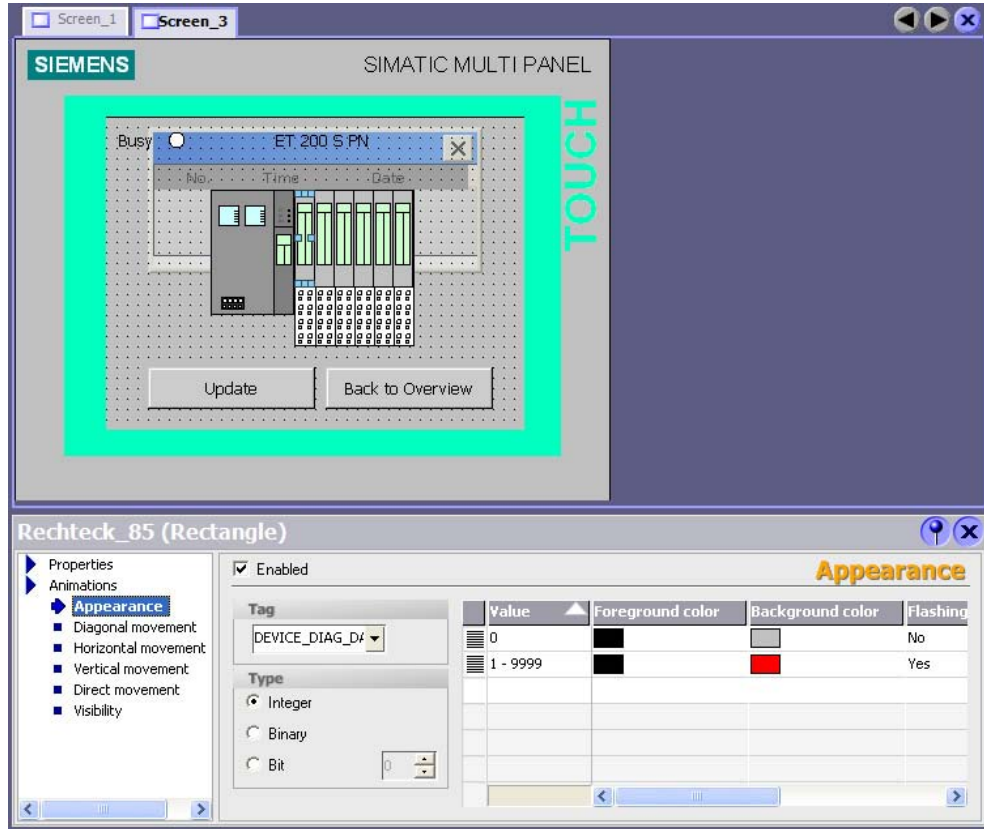 Screen_1
Screen_3
SIEMENS
SIMATIC MULTI PANEL
TOUCH
Busy
ET 200 S PN
No. Time Date
Update
Back to Overview
Rechteck_85 (Rectangle)
Properties
Animations
Appearance
Diagonal movement
Horizontal movement
Vertical movement
Direct movement
Visibility
Enabled
Appearance
Tag
DEVICE_DIAG_DA
Type
Integer
Binary
Bit
0
Value Foreground color Background color Flashing
0 No
1 - 9999 Yes